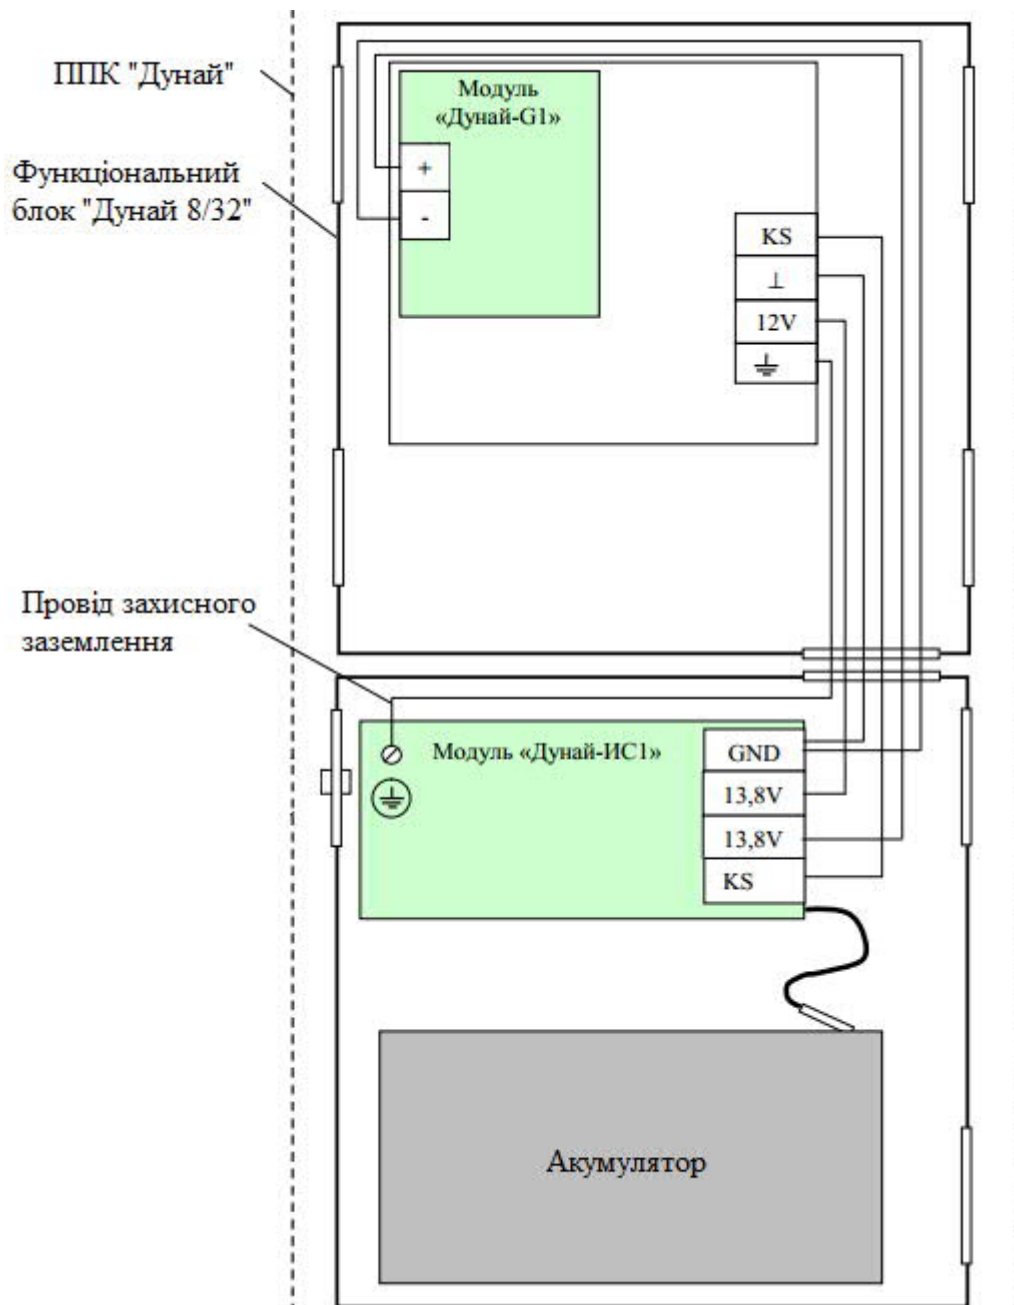 ППК "Дунай"
Модуль
«Дунай-G1»
Функціональний
блок "Дунай 8/32"
+
-
KS
⊥
12V
⏚
Провід захисного
заземлення
Модуль «Дунай-ИС1»
GND
13,8V
13,8V
KS
Акумулятор